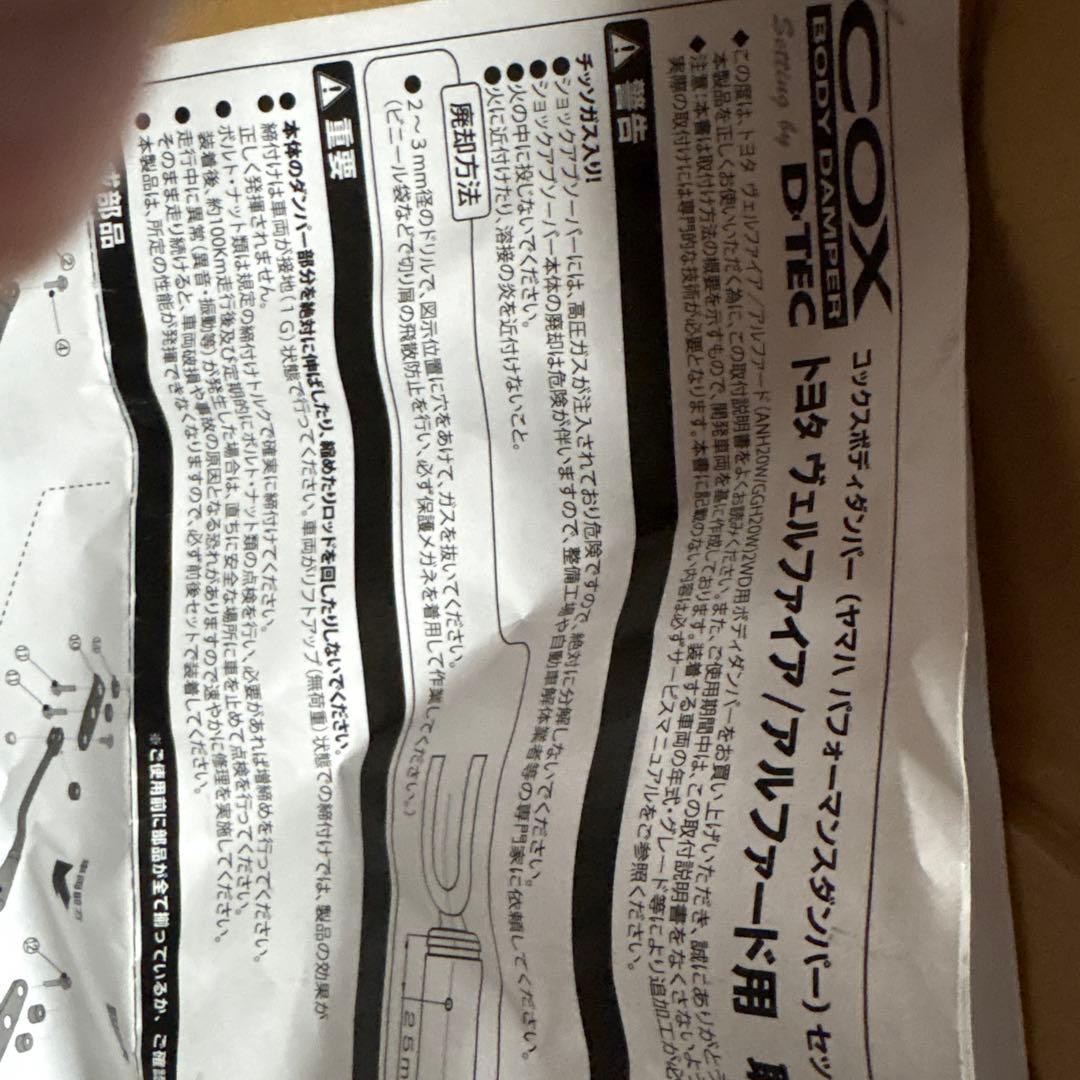 COX
BODY DAMPER
Setting by D-TEC
コックスボディダンパー（ヤマハ パフォーマンスダンパー）セッ
トヨタ ヴェルファイア/アルファード用
◆この度は、トヨタ ヴェルファイア/アルファード(ANH20W/GGH20W)2WD用ボディダンパーをお買い上げいただき、誠にありがとう
本製品を正しくお使いいただく為に、この取付説明書をよくお読みください。また、ご使用期間中は、この取付説明書をなくさないよう
◆注意:本書は取付け方法の概要を示すもので、開発車両を基に作成しております。装着する車両の年式・グレード等により追加工が必
実際の取付けには専門的な技術が必要となります。本書に記載のない内容は必ずサービスマニュアルをご参照ください。
警告
チッソガス入り!
●ショックアブソーバーには、高圧ガスが注入されており危険ですので、絶対に分解しないでください。
●ショックアブソーバー本体の廃却は危険が伴いますので、整備工場や自動車解体業者等の専門家に依頼してください。
●火の中に投じないでください。
●火に近付けたり、溶接の炎を近付けないこと。
廃却方法
●2～3mm径のドリルで、図示位置に穴をあけて、ガスを抜いてください。
(ビニール袋などで切り屑の飛散防止を行い、必ず保護メガネを着用して作業してください。)
25m
重要
●本体のダンパー部分を絶対に伸ばしたり、縮めたりロッドを回したりしないでください。
●締付けは車両が接地(1G)状態で行ってください。車両がリフトアップ(無荷重)状態での締付けでは、製品の効果が
正しく発揮されません。
●ボルト・ナット類は規定の締付けトルクで確実に締付けてください。
装着後、約100Km走行後及び定期的にボルト・ナット類の点検を行い、必要があれば増締めを行ってください。
●走行中に異常(異音・振動等)が発生した場合は、直ちに安全な場所に車を止めて点検を行ってください。
そのまま走り続けると、車両破損や事故の原因となる恐れがありますので速やかに修理を実施してください。
●本製品は、所定の性能が発揮できなくなりますので、必ず前後セットで装着してください。
部品
※ご使用前に部品が全て揃っているか、ご確認
②
④
⑩
⑪
⑬
⑫
車両前方